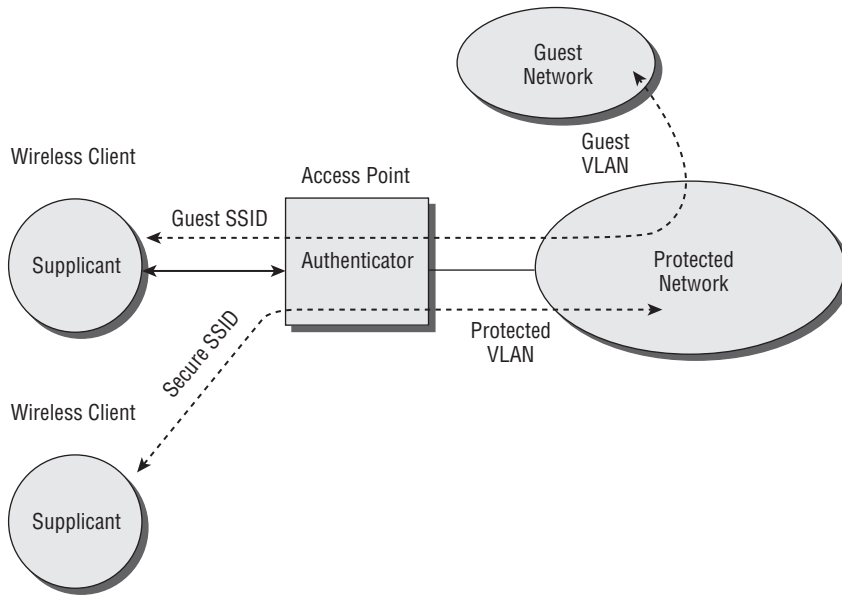 Guest
Network
Guest
VLAN
Wireless Client
Access Point
Guest SSID
Supplicant
Authenticator
Protected
Network
Protected
VLAN
Secure SSID
Wireless Client
Supplicant